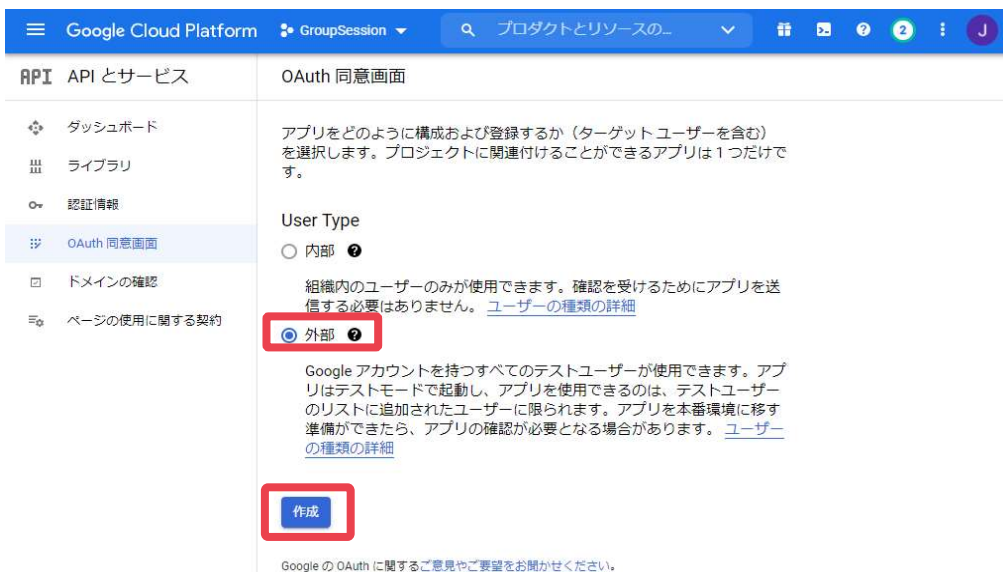 Google Cloud Platform
GroupSession
プロダクトとリソースの...
2
J
API APIとサービス
OAuth 同意画面
ダッシュボード
ライブラリ
認証情報
OAuth 同意画面
ドメインの確認
ページの使用に関する契約
アプリをどのように構成および登録するか（ターゲット ユーザーを含む）
を選択します。プロジェクトに関連付けることができるアプリは 1 つだけで
す。
User Type
内部
組織内のユーザーのみが使用できます。確認を受けるためにアプリを送
信する必要はありません。 ユーザーの種類の詳細
外部
Google アカウントを持つすべてのテストユーザーが使用できます。アプ
リはテストモードで起動し、アプリを使用できるのは、テストユーザー
のリストに追加されたユーザーに限られます。アプリを本番環境に移す
準備ができたら、アプリの確認が必要となる場合があります。 ユーザー
の種類の詳細
作成
Google の OAuth に関するご意見やご要望をお聞かせください。